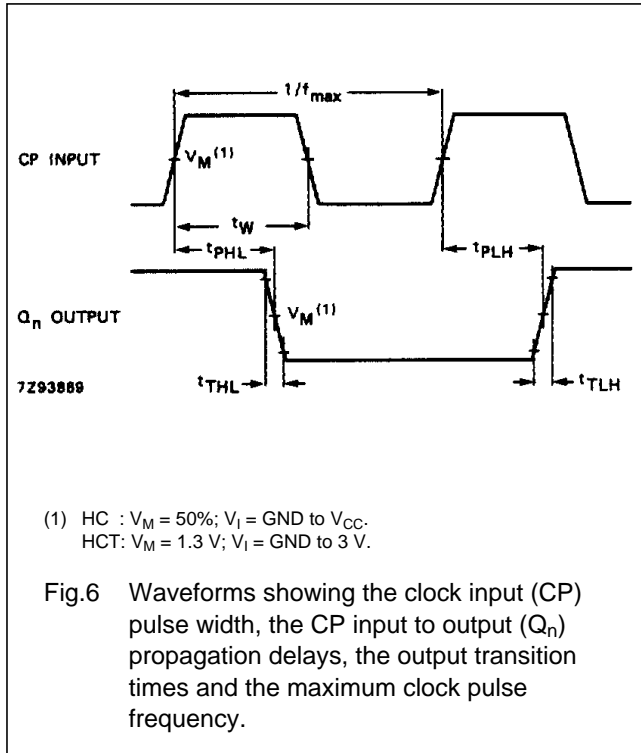 1/fmax
CP INPUT
VM(1)
tW
tPHL
tPLH
Qn OUTPUT
VM(1)
7Z93869
tTHL
tTLH
(1) HC : VM = 50%; VI = GND to VCC.
HCT: VM = 1.3 V; VI = GND to 3 V.
Fig.6 Waveforms showing the clock input (CP)
pulse width, the CP input to output (Qn)
propagation delays, the output transition
times and the maximum clock pulse
frequency.